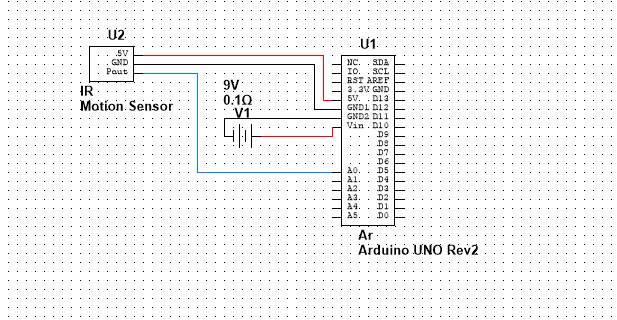 U2
.5V
.GND
Pout
IR
Motion Sensor
9V
0.1Ω
V1
U1
NC. .SDA
IO. .SCL
RST AREF
3.3V GND
5V. D13
GND1 D12
GND2 D11
Vin .D10
D9
D8
D7
D6
A0. D5
A1. D4
A2. D3
A3. D2
A4. D1
A5. D0
Ar
Arduino UNO Rev2